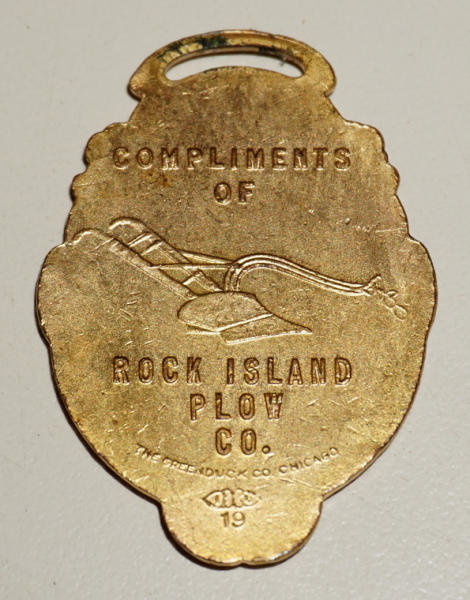 COMPLIMENTS
OF
ROCK ISLAND
PLOW
CO.
THE GREENDUCK CO. CHICAGO
19